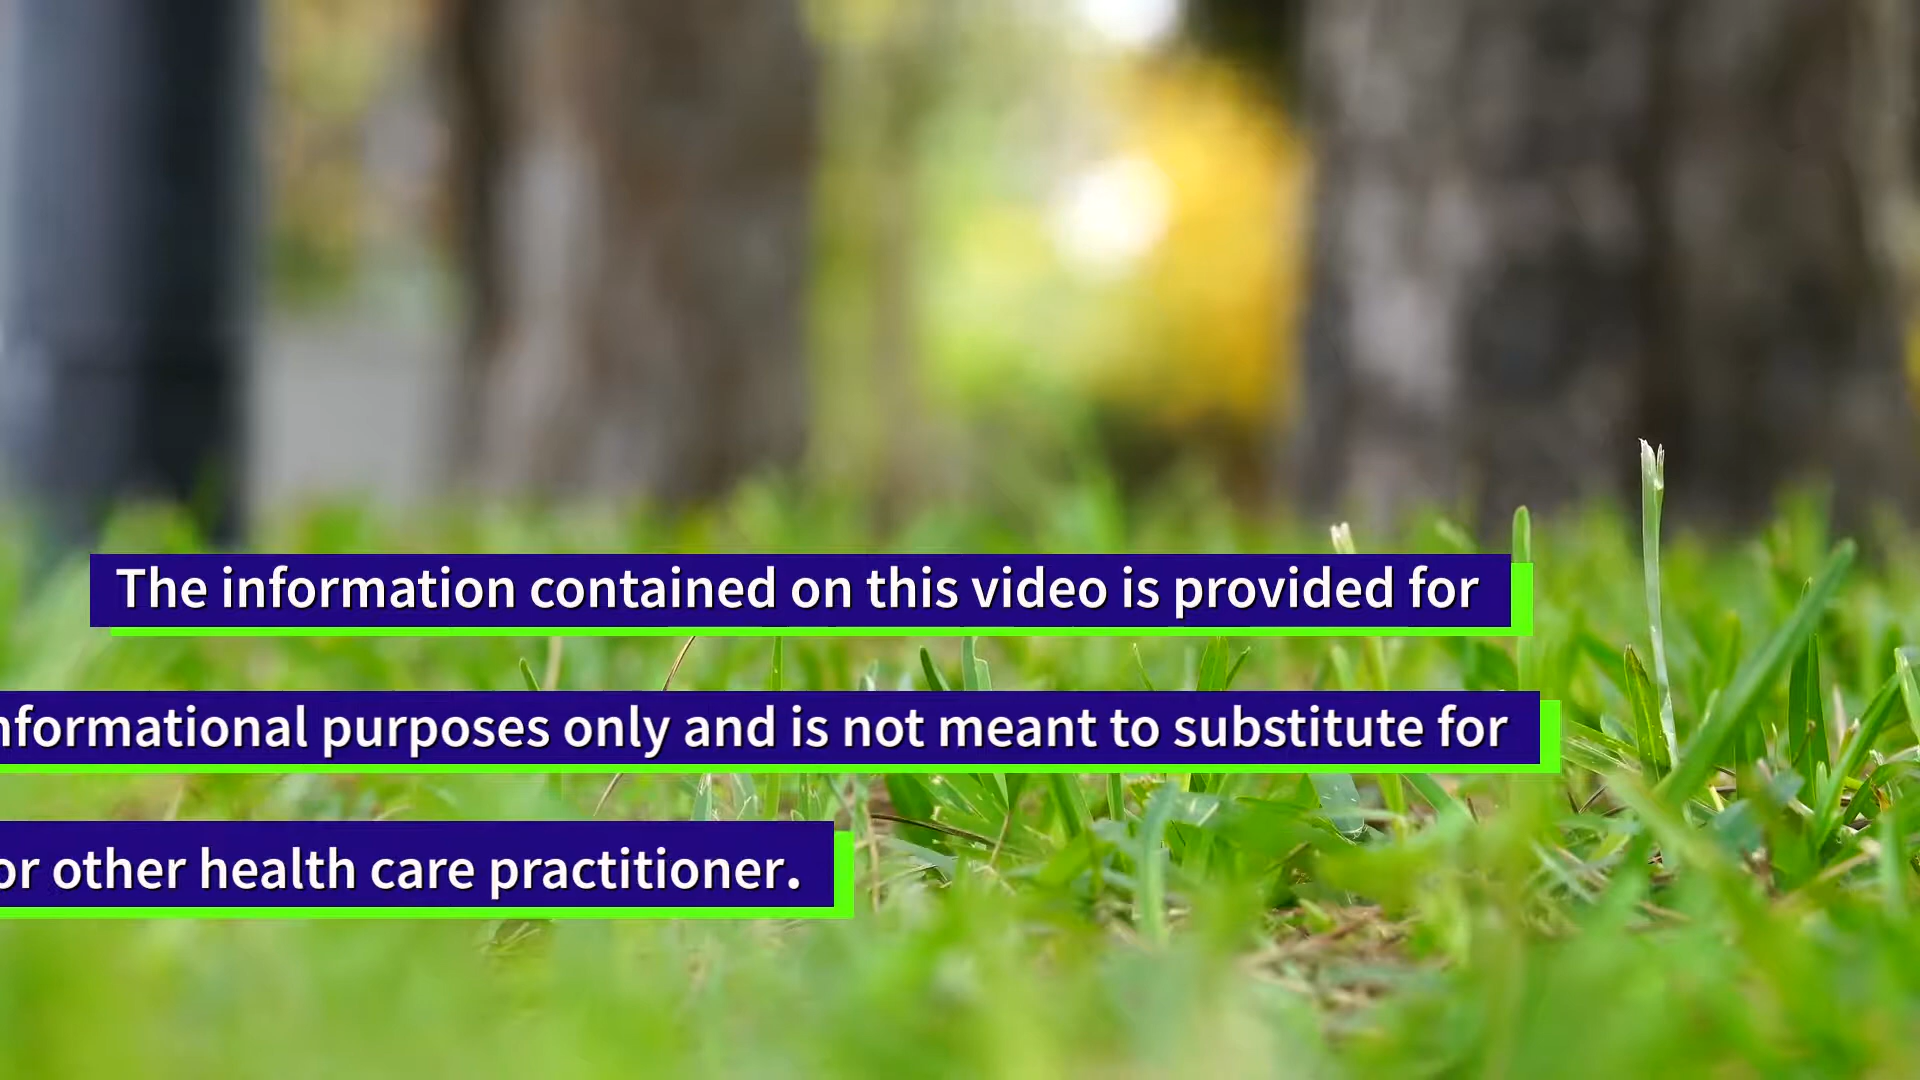 The information contained on this video is provided for
nformational purposes only and is not meant to substitute for
or other health care practitioner.